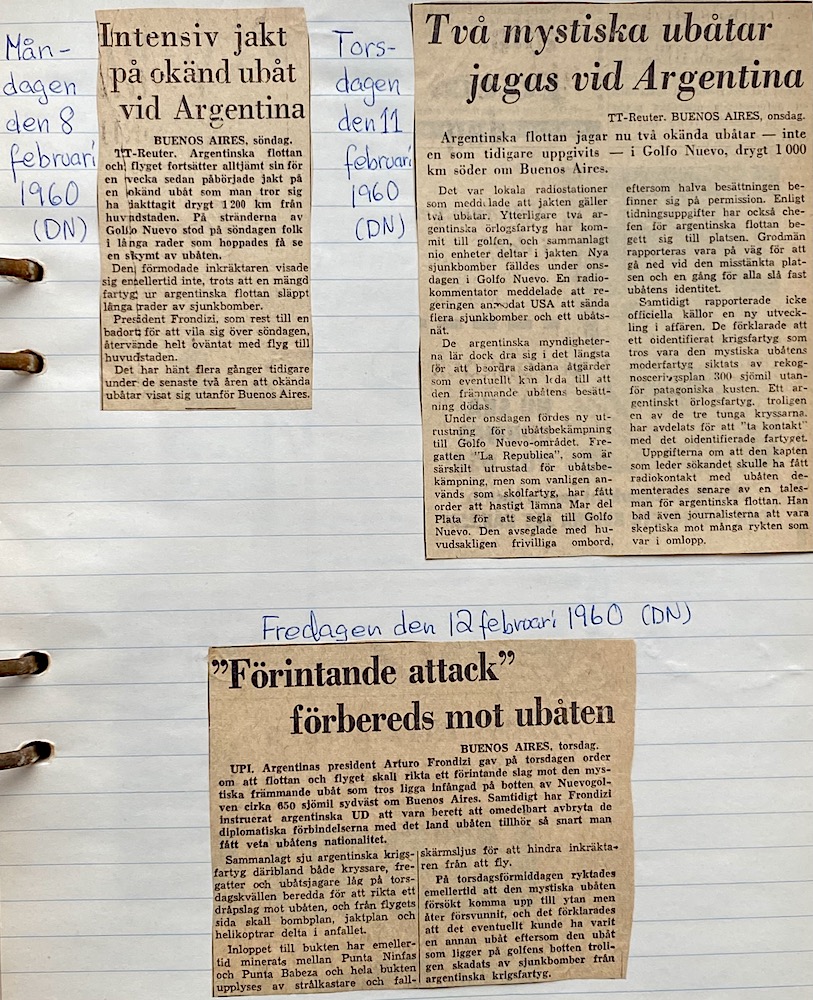 Mån-
dagen
den 8
februari
1960
(DN)
Intensiv jakt
på okänd ubåt
vid Argentina
BUENOS AIRES, söndag.
TT-Reuter. Argentinska flottan
och flyget fortsätter alltjämt sin för
en vecka sedan påbörjade jakt på
en okänd ubåt som man tror sig
ha iakttagit drygt 1 200 km från
huvudstaden. På stränderna av
Golfo Nuevo stod på söndagen folk
i långa rader som hoppades få se
en skymt av ubåten.
Den förmodade inkräktaren visade
sig emellertid inte, trots att en mängd
fartyg ur argentinska flottan släppt
långa rader av sjunkbomber.
President Frondizi, som rest till en
badort för att vila sig över söndagen,
återvände helt oväntat med flyg till
huvudstaden.
Det har hänt flera gånger tidigare
under de senaste två åren att okända
ubåtar visat sig utanför Buenos Aires.
Tors-
dagen
den 11
februari
1960
(DN)
Två mystiska ubåtar
jagas vid Argentina
TT-Reuter. BUENOS AIRES, onsdag.
Argentinska flottan jagar nu två okända ubåtar — inte
en som tidigare uppgivits — i Golfo Nuevo, drygt 1 000
km söder om Buenos Aires.
Det var lokala radiostationer
som meddelade att jakten gäller
två ubåtar. Ytterligare två ar-
gentinska örlogsfartyg har kom-
mit till golfen, och sammanlagt
nio enheter deltar i jakten Nya
sjunkbomber fälldes under ons-
dagen i Golfo Nuevo. En radio-
kommentator meddelade att re-
geringen anmodat USA att sända
flera sjunkbomber och ett ubåts-
nät.
De argentinska myndigheter-
na lär dock dra sig i det längsta
för att beordra sådana åtgärder
som eventuellt kan leda till att
den främmande ubåtens besätt-
ning dödas.
Under onsdagen fördes ny ut-
rustning för ubåtsbekämpning
till Golfo Nuevo-området. Fre-
gatten "La Republica", som är
särskilt utrustad för ubåtsbe-
kämpning, men som vanligen an-
vänds som skolfartyg, har fått
order att hastigt lämna Mar del
Plata för att segla till Golfo
Nuevo. Den avseglade med hu-
vudsakligen frivilliga ombord,
eftersom halva besättningen be-
finner sig på permission. Enligt
tidningsuppgifter har också che-
fen för argentinska flottan be-
gett sig till platsen. Grodmän
rapporteras vara på väg för att
gå ned vid den misstänkta plat-
sen och en gång för alla slå fast
ubåtens identitet.
Samtidigt rapporterade icke
officiella källor en ny utveck-
ling i affären. De förklarade att
ett oidentifierat krigsfartyg som
tros vara den mystiska ubåtens
moderfartyg siktats av rekog-
nosceringsplan 300 sjömil utan-
för patagoniska kusten. Ett ar-
gentinskt örlogsfartyg, troligen
en av de tre tunga kryssarna.
har avdelats för att "ta kontakt"
med det oidentifierade fartyget.
Uppgifterna om att den kapten
som leder sökandet skulle ha fått
radiokontakt med ubåten de-
menterades senare av en tales-
man för argentinska flottan. Han
bad även journalisterna att vara
skeptiska mot många rykten som
var i omlopp.
Fredagen den 12 februari 1960 (DN)
"Förintande attack"
förbereds mot ubåten
BUENOS AIRES, torsdag.
UPI. Argentinas president Arturo Frondizi gav på torsdagen order
om att flottan och flyget skall rikta ett förintande slag mot den mys-
tiska främmande ubåt som tros ligga infångad på botten av Nuevogol-
ven cirka 650 sjömil sydväst om Buenos Aires. Samtidigt har Frondizi
instruerat argentinska UD att vara berett att omedelbart avbryta de
diplomatiska förbindelserna med det land ubåten tillhör så snart man
fått veta ubåtens nationalitet.
Sammanlagt sju argentinska krigs-
fartyg däribland både kryssare, fre-
gatter och ubåtsjagare låg på tors-
dagskvällen beredda för att rikta ett
dråpslag mot ubåten, och från flygets
sida skall bombplan, jaktplan och
helikoptrar delta i anfallet.
Inloppet till bukten har emeller-
tid minerats mellan Punta Ninfas
och Punta Babeza och hela bukten
upplyses av strålkastare och fall-
skärmsljus för att hindra inkräkta-
ren från att fly.
På torsdagsförmiddagen ryktades
emellertid att den mystiska ubåten
försökt komma upp till ytan men
åter försvunnit, och det förklarades
att det eventuellt kunde ha varit
en annan ubåt eftersom den ubåt
som ligger på golfens botten troli-
gen skadats av sjunkbomber från
argentinska krigsfartyg.